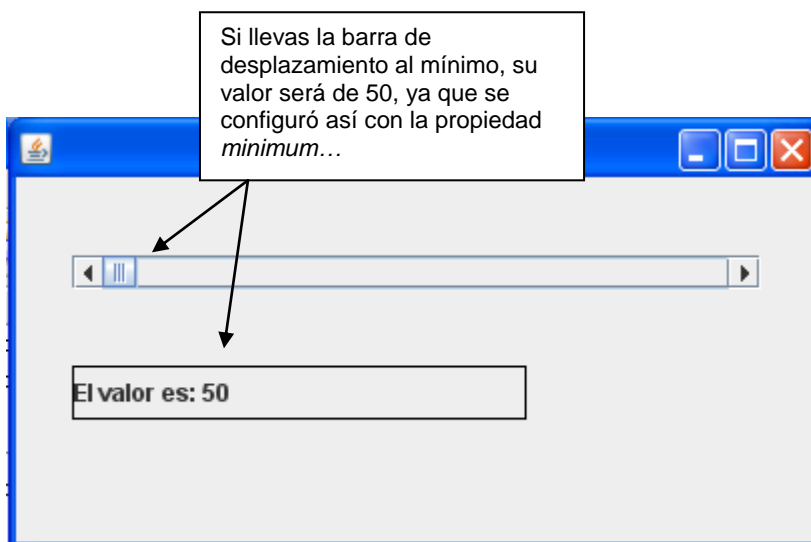 Si llevas la barra de
desplazamiento al mínimo, su
valor será de 50, ya que se
configuró así con la propiedad
minimum…
El valor es: 50